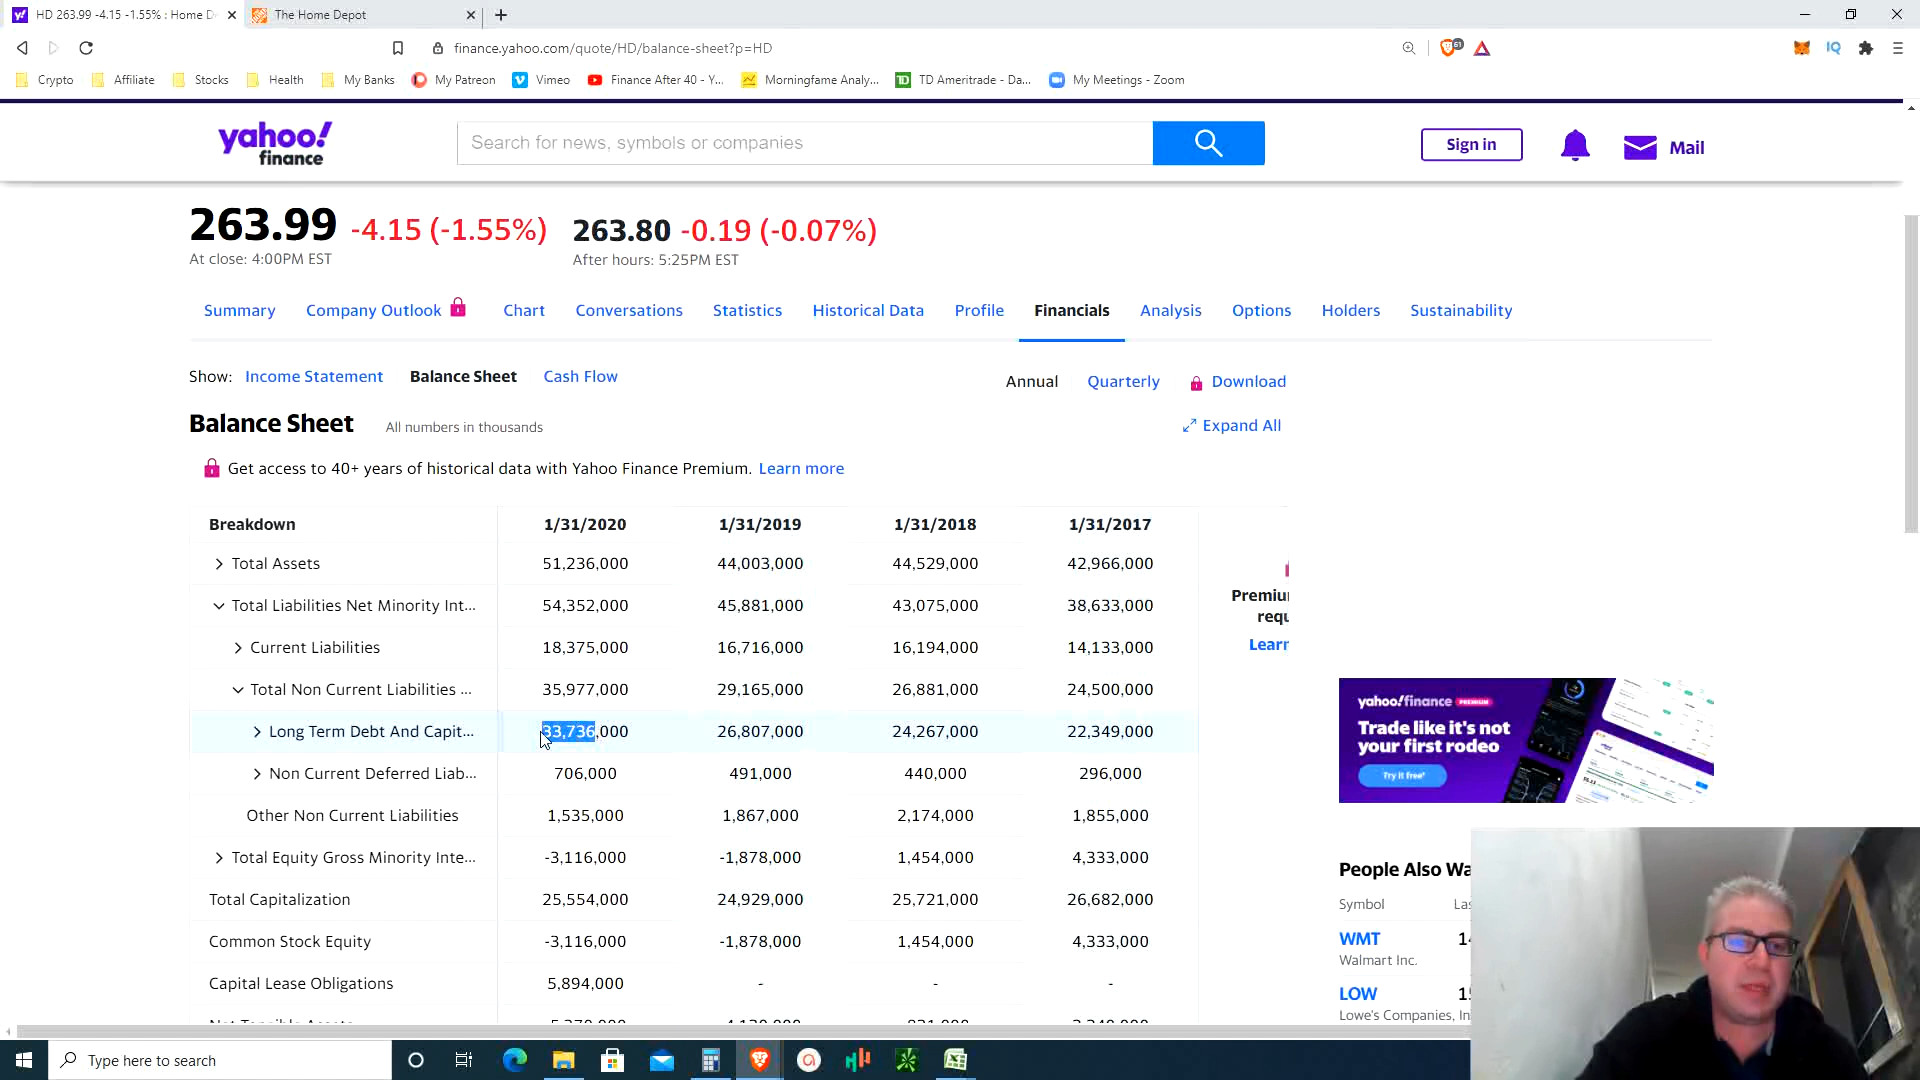 HD 263.99 -4.15 -1.55% : Home D
The Home Depot
finance.yahoo.com/quote/HD/balance-sheet?p=HD
61
IQ
Crypto
Affiliate
Stocks
Health
My Banks
My Patreon
Vimeo
Finance After 40 - Y...
Morningfame Analy...
TD Ameritrade - Da...
My Meetings - Zoom
yahoo!
finance
Search for news, symbols or companies
Sign in
Mail
263.99 -4.15 (-1.55%)
At close: 4:00PM EST
263.80 -0.19 (-0.07%)
After hours: 5:25PM EST
Summary Company Outlook Chart Conversations Statistics Historical Data Profile Financials Analysis Options Holders Sustainability
Show: Income Statement Balance Sheet Cash Flow
Annual Quarterly Download
Balance Sheet All numbers in thousands
Expand All
Get access to 40+ years of historical data with Yahoo Finance Premium. Learn more
Breakdown 1/31/2020 1/31/2019 1/31/2018 1/31/2017
Total Assets 51,236,000 44,003,000 44,529,000 42,966,000
Total Liabilities Net Minority Int... 54,352,000 45,881,000 43,075,000 38,633,000
Current Liabilities 18,375,000 16,716,000 16,194,000 14,133,000
Total Non Current Liabilities ... 35,977,000 29,165,000 26,881,000 24,500,000
Long Term Debt And Capit... 33,736,000 26,807,000 24,267,000 22,349,000
Non Current Deferred Liab... 706,000 491,000 440,000 296,000
Other Non Current Liabilities 1,535,000 1,867,000 2,174,000 1,855,000
Total Equity Gross Minority Inte... -3,116,000 -1,878,000 1,454,000 4,333,000
Total Capitalization 25,554,000 24,929,000 25,721,000 26,682,000
Common Stock Equity -3,116,000 -1,878,000 1,454,000 4,333,000
Capital Lease Obligations 5,894,000 - - -
Premiu
requ
Learn
yahoo!finance PREMIUM
Trade like it's not
your first rodeo
Try it free*
People Also Wa
Symbol Las
WMT 14
Walmart Inc.
LOW 15
Lowe's Companies, In
Type here to search